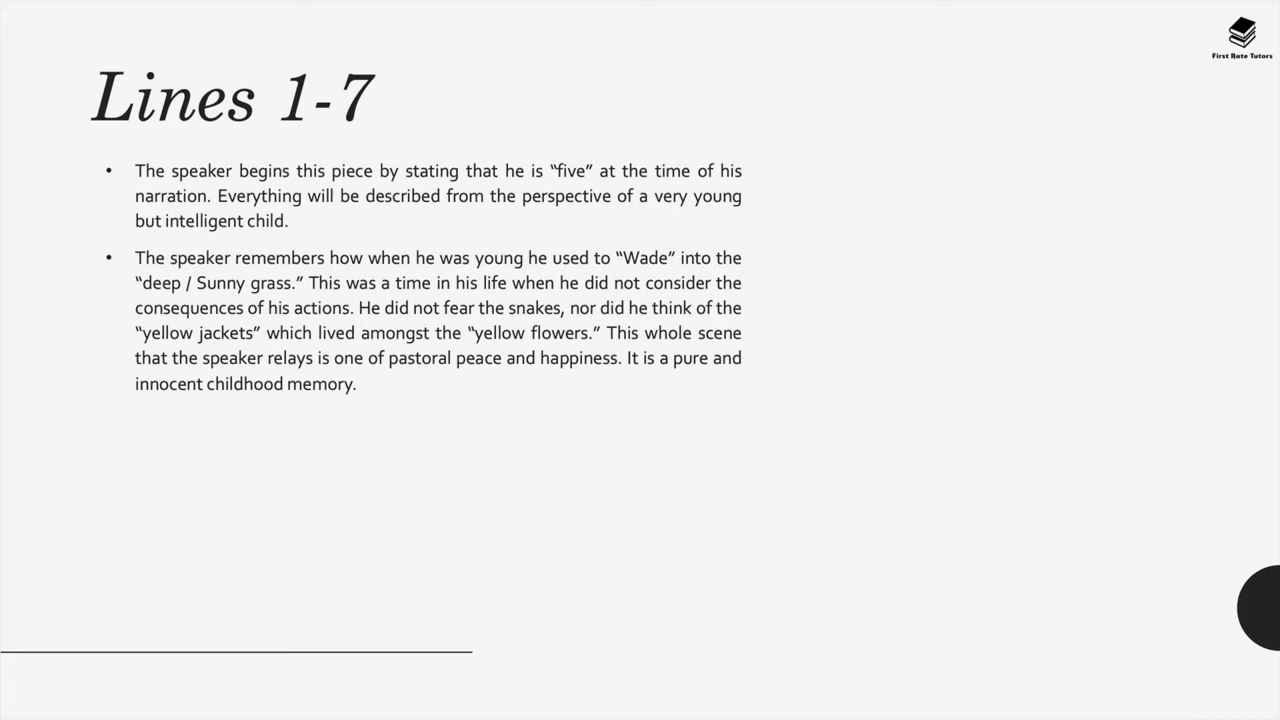 First Rate Tutors
Lines 1-7
• The speaker begins this piece by stating that he is “five” at the time of his
narration. Everything will be described from the perspective of a very young
but intelligent child.
• The speaker remembers how when he was young he used to “Wade” into the
“deep / Sunny grass.” This was a time in his life when he did not consider the
consequences of his actions. He did not fear the snakes, nor did he think of the
“yellow jackets” which lived amongst the “yellow flowers.” This whole scene
that the speaker relays is one of pastoral peace and happiness. It is a pure and
innocent childhood memory.